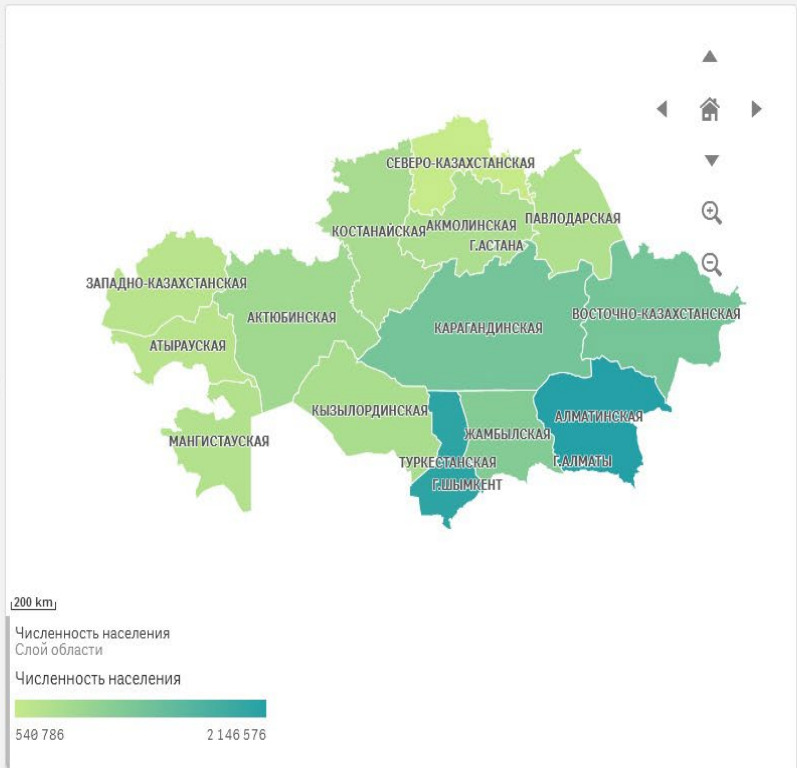 СЕВЕРО-КАЗАХСТАНСКАЯ
ПАВЛОДАРСКАЯ
АКМОЛИНСКАЯ
КОСТАНАЙСКАЯ
Г.АСТАНА
ЗАПАДНО-КАЗАХСТАНСКАЯ
ВОСТОЧНО-КАЗАХСТАНСКАЯ
АКТЮБИНСКАЯ
КАРАГАНДИНСКАЯ
АТЫРАУСКАЯ
КЫЗЫЛОРДИНСКАЯ
АЛМАТИНСКАЯ
ЖАМБЫЛСКАЯ
МАНГИСТАУСКАЯ
ТУРКЕСТАНСКАЯ
Г.АЛМАТЫ
Г.ШЫМКЕНТ
200 km
Численность населения
Слой области
Численность населения
540 786 2 146 576